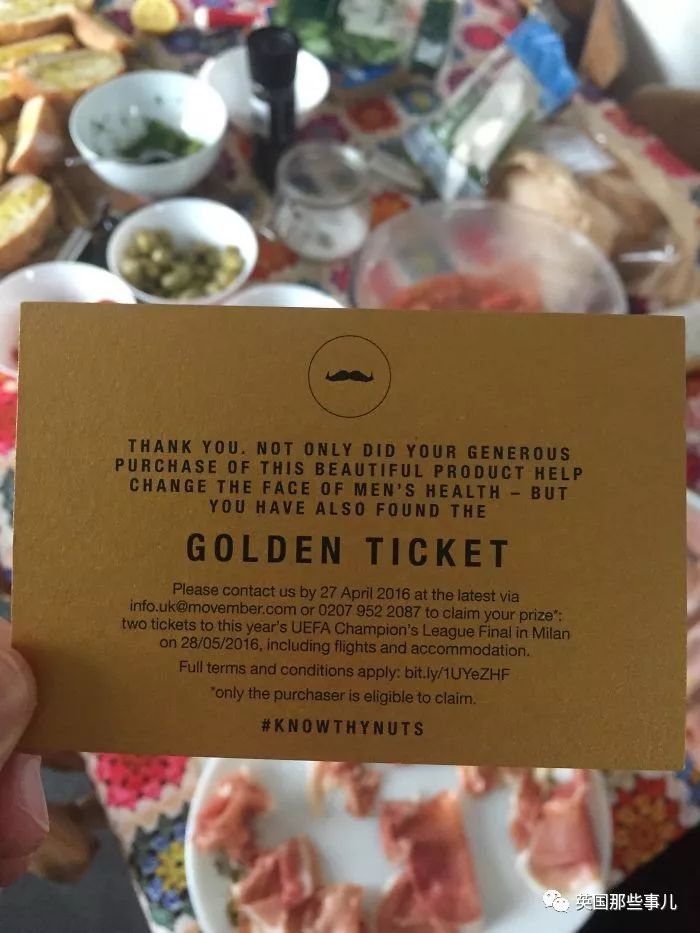 THANK YOU. NOT ONLY DID YOUR GENEROUS
PURCHASE OF THIS BEAUTIFUL PRODUCT HELP
CHANGE THE FACE OF MEN'S HEALTH – BUT
YOU HAVE ALSO FOUND THE
GOLDEN TICKET
Please contact us by 27 April 2016 at the latest via
info.uk@movember.com or 0207 952 2087 to claim your prize*:
two tickets to this year's UEFA Champion's League Final in Milan
on 28/05/2016, including flights and accommodation.
Full terms and conditions apply: bit.ly/1UYeZHF
*only the purchaser is eligible to claim.
#KNOWTHYNUTS
英国那些事儿